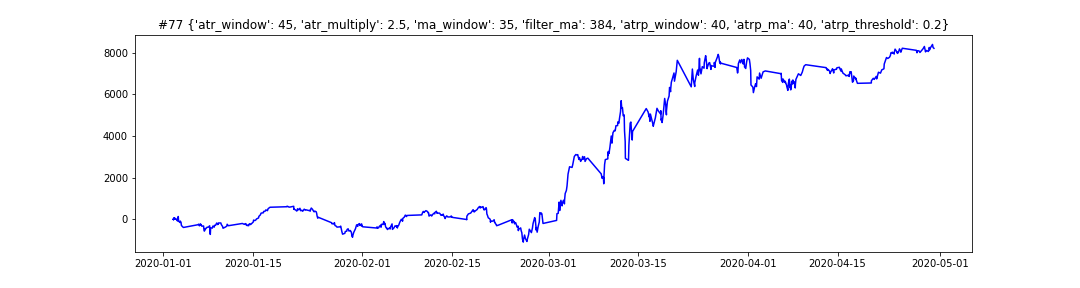 #77 {'atr_window': 45, 'atr_multiply': 2.5, 'ma_window': 35, 'filter_ma': 384, 'atrp_window': 40, 'atrp_ma': 40, 'atrp_threshold': 0.2}
8000
6000
4000
2000
0
2020-01-01 2020-01-15 2020-02-01 2020-02-15 2020-03-01 2020-03-15 2020-04-01 2020-04-15 2020-05-01